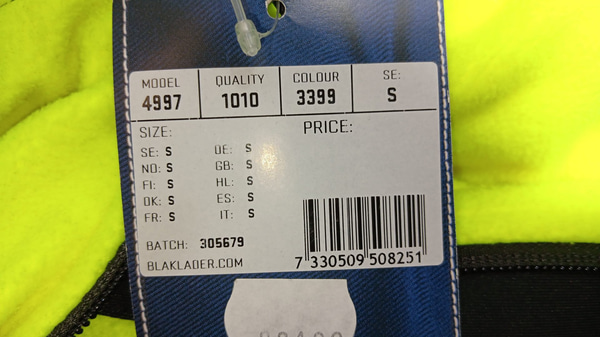 MODEL QUALITY COLOUR SE:
4997 1010 3399 S
SIZE: PRICE:
SE: S DE: S
NO: S GB: S
FI: S HL: S
DK: S ES: S
FR: S IT: S
BATCH: 305679
BLAKLADER.COM
7 330509 508251